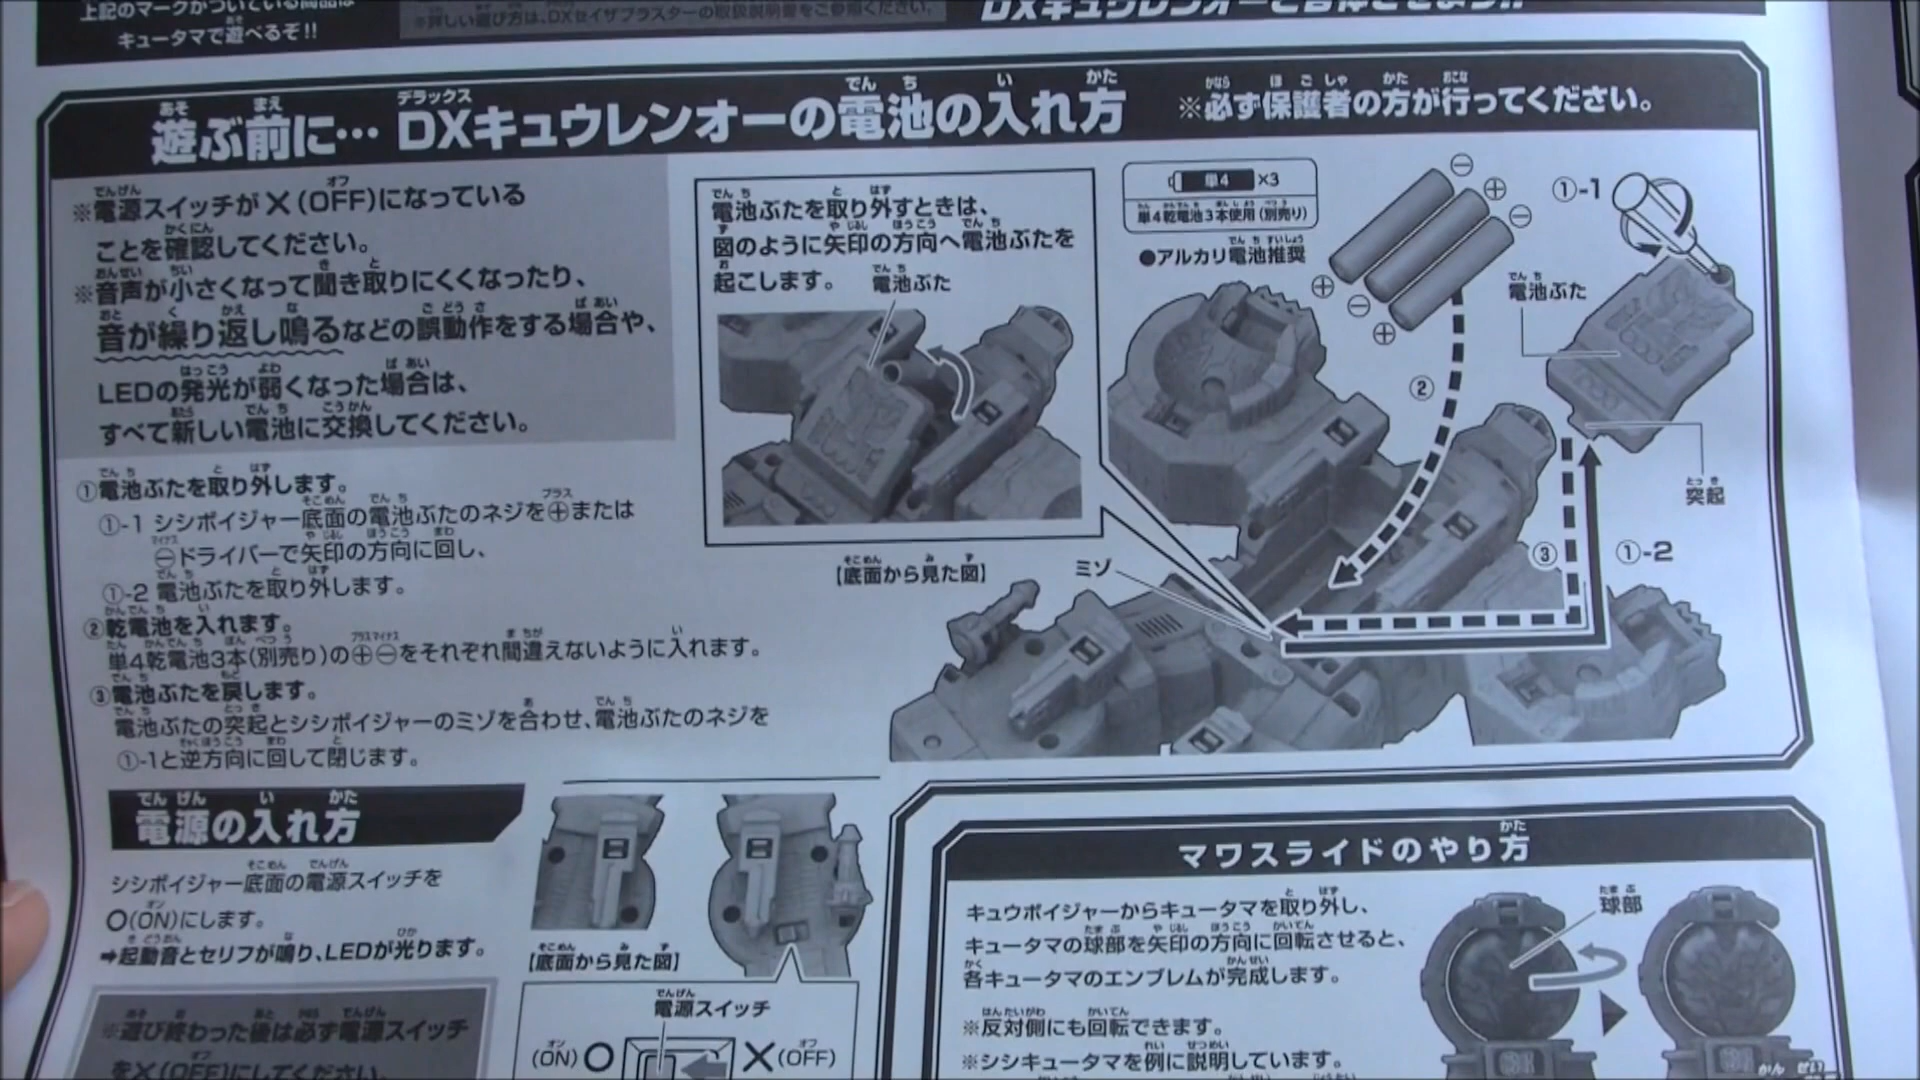 上記のマークがついている商品は
キュータマで遊べるぞ!!
※詳しい遊び方は、DXセイザブラスターの取扱説明書をご参照ください。
遊ぶ前に… DXキュウレンオーの電池の入れ方 ※必ず保護者の方が行ってください。
※電源スイッチが×(OFF)になっている
ことを確認してください。
※音声が小さくなって聞き取りにくくなったり、
音が繰り返し鳴るなどの誤動作をする場合や、
LEDの発光が弱くなった場合は、
すべて新しい電池に交換してください。
①電池ぶたを取り外します。
①-1 シシボイジャー底面の電池ぶたのネジを⊕または
⊖ドライバーで矢印の方向に回し、
①-2 電池ぶたを取り外します。
②乾電池を入れます。
単4乾電池3本(別売り)の⊕⊖をそれぞれ間違えないように入れます。
③電池ぶたを戻します。
電池ぶたの突起とシシボイジャーのミゾを合わせ、電池ぶたのネジを
①-1と逆方向に回して閉じます。
電池ぶたを取り外すときは、
図のように矢印の方向へ電池ぶたを
起こします。
電池ぶた
【底面から見た図】
単4 ×3
単4乾電池3本使用(別売り)
●アルカリ電池推奨
⊖ ⊕ ⊖
⊕ ⊖ ⊕
①-1
電池ぶた
突起
②
③
①-2
ミゾ
電源の入れ方
シシボイジャー底面の電源スイッチを
○(ON)にします。
➡起動音とセリフが鳴り、LEDが光ります。
※遊び終わった後は必ず電源スイッチ
を×(OFF)にしてください。
【底面から見た図】
電源スイッチ
(ON)○ ×(OFF)
マワスライドのやり方
キュウボイジャーからキュータマを取り外し、
キュータマの球部を矢印の方向に回転させると、
各キュータマのエンブレムが完成します。
※反対側にも回転できます。
※シシキュータマを例に説明しています。
球部